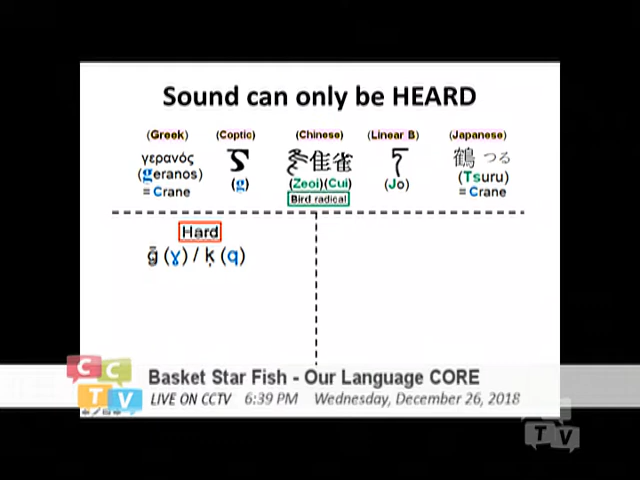 Sound can only be HEARD
(Greek) (Coptic) (Chinese) (Linear B) (Japanese)
γερανός 隹雀 鶴 つる
(geranos) (g) (Zeoi)(Cui) (Jo) (Tsuru)
= Crane Bird radical = Crane
Hard
ḡ (ɣ) / ḳ (q)
Basket Star Fish - Our Language CORE
LIVE ON CCTV 6:39 PM Wednesday, December 26, 2018
C C
T V
T V